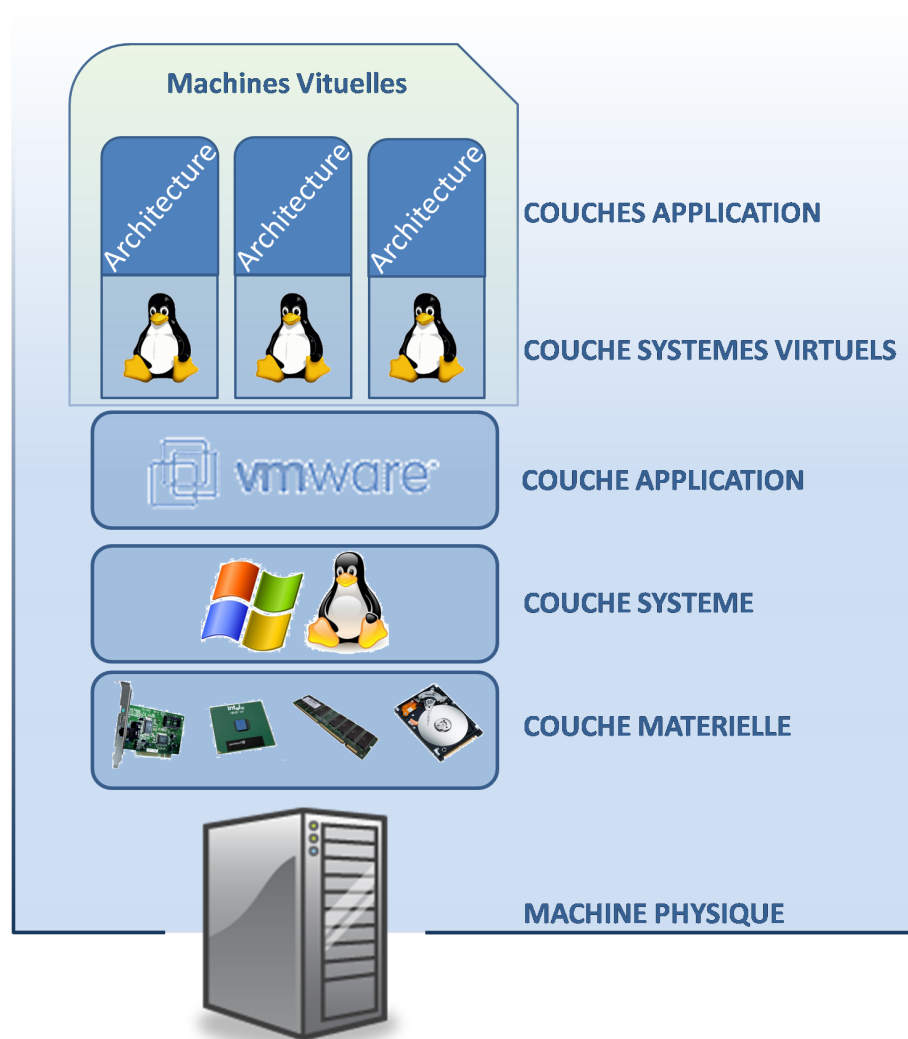 Machines Vituelles
Architecture
Architecture
Architecture
COUCHES APPLICATION
COUCHE SYSTEMES VIRTUELS
vmware
COUCHE APPLICATION
COUCHE SYSTEME
COUCHE MATERIELLE
MACHINE PHYSIQUE